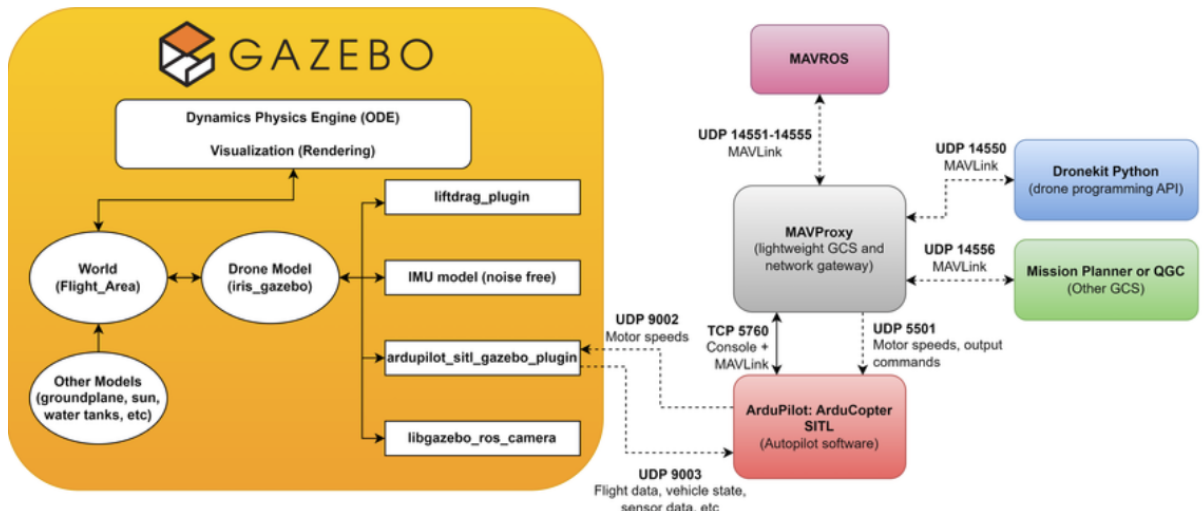 GAZEBO
Dynamics Physics Engine (ODE)
Visualization (Rendering)
liftdrag_plugin
World
(Flight_Area)
Drone Model
(iris_gazebo)
IMU model (noise free)
ardupilot_sitl_gazebo_plugin
Other Models
(groundplane, sun,
water tanks, etc)
libgazebo_ros_camera
MAVROS
UDP 14551-14555
MAVLink
UDP 14550
MAVLink
Dronekit Python
(drone programming API)
MAVProxy
(lightweight GCS and
network gateway)
UDP 14556
MAVLink
Mission Planner or QGC
(Other GCS)
UDP 9002
Motor speeds
TCP 5760
Console +
MAVLink
UDP 5501
Motor speeds, output
commands
ArduPilot: ArduCopter
SITL
(Autopilot software)
UDP 9003
Flight data, vehicle state,
sensor data, etc